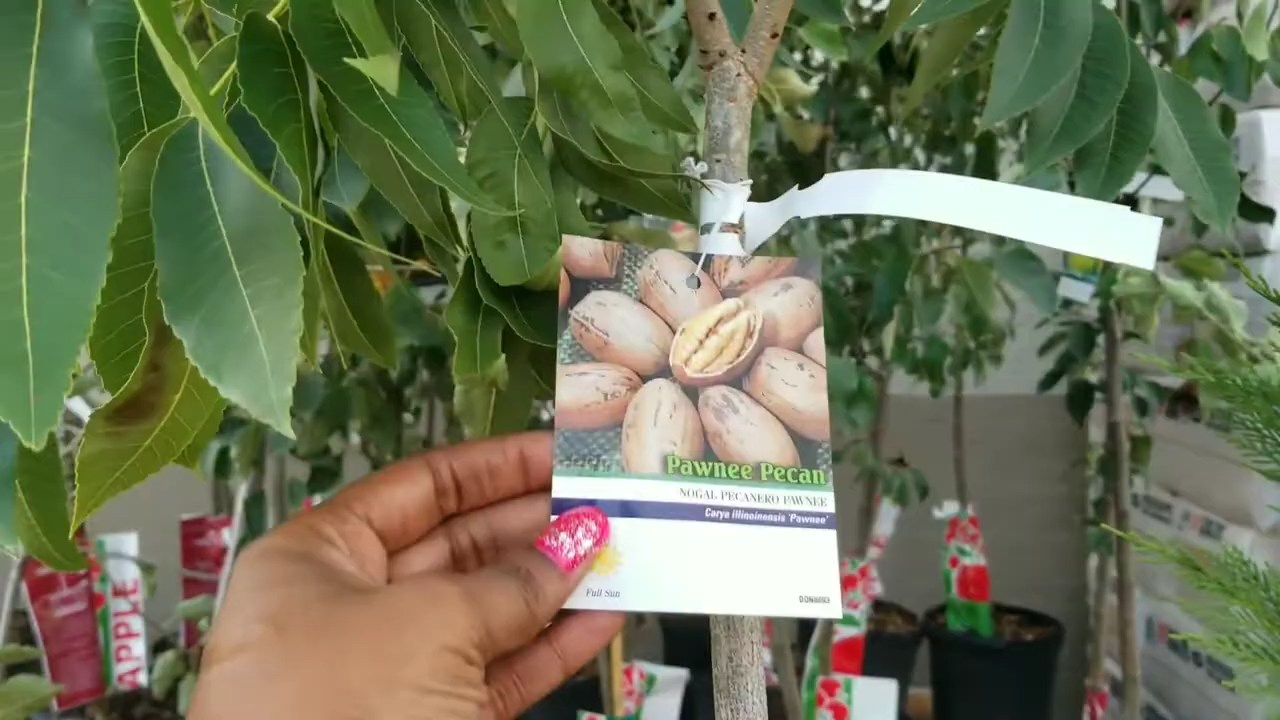 Pawnee Pecan
NOGAL PECANERO PAWNEE
Carya illinoinensis 'Pawnee'
Full Sun
APPLE